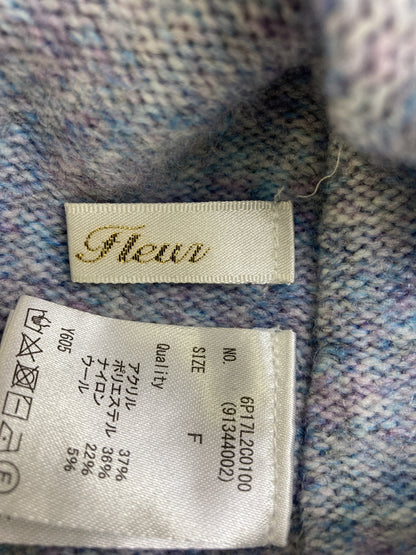 Fleur
NO. 6P17L2C0100
(91344002)
SIZE F
Quality
アクリル 37%
ポリエステル 36%
ナイロン 22%
ウール 5%
Y605